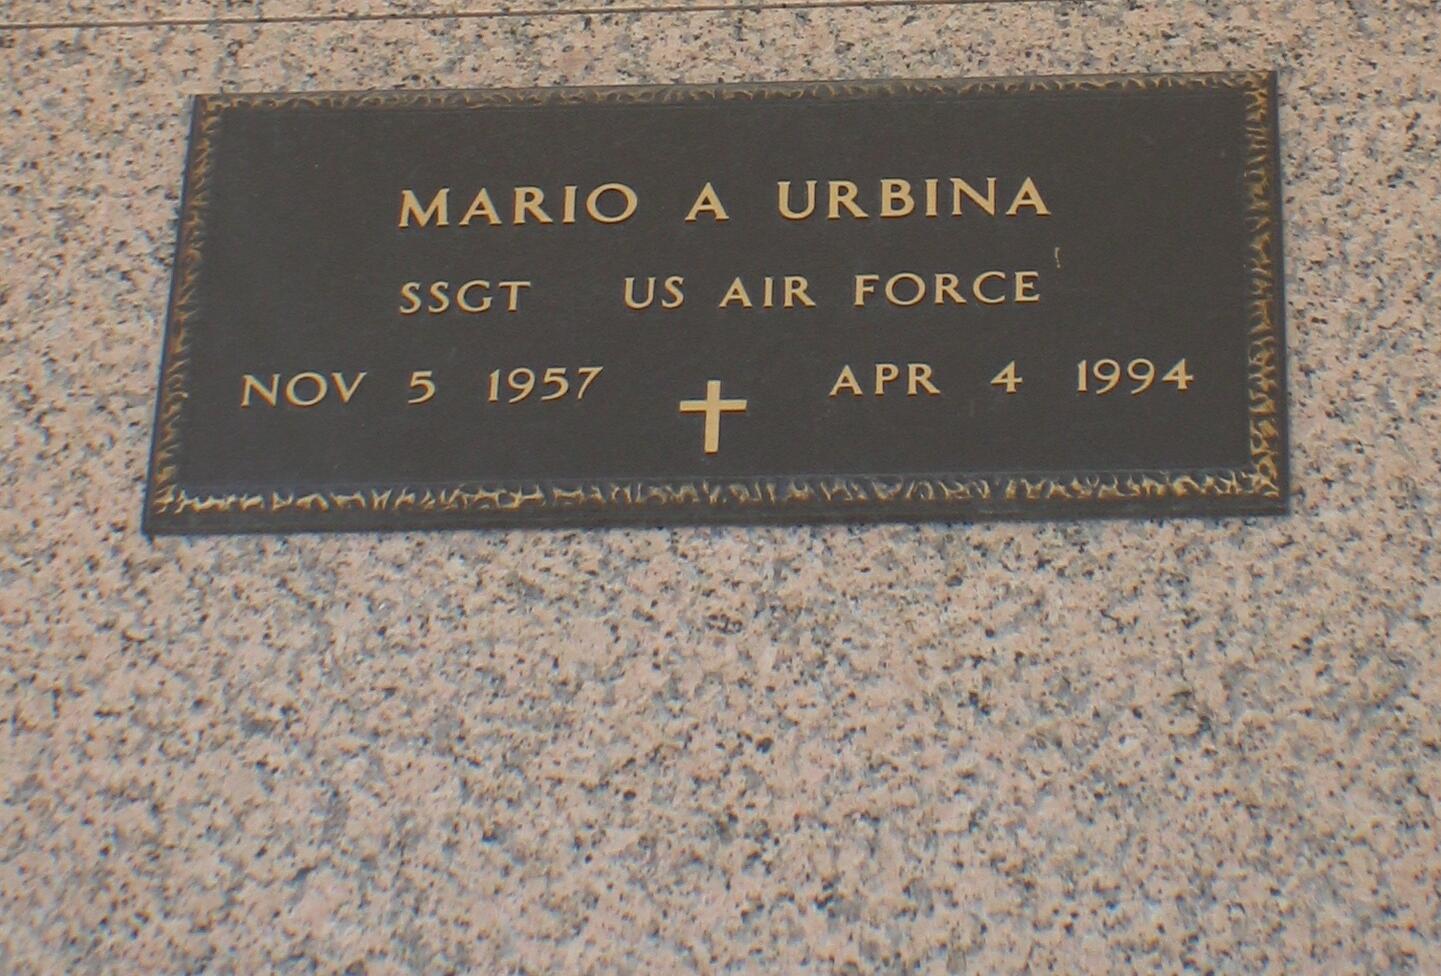 MARIO A URBINA
SSGT US AIR FORCE
NOV 5 1957 APR 4 1994